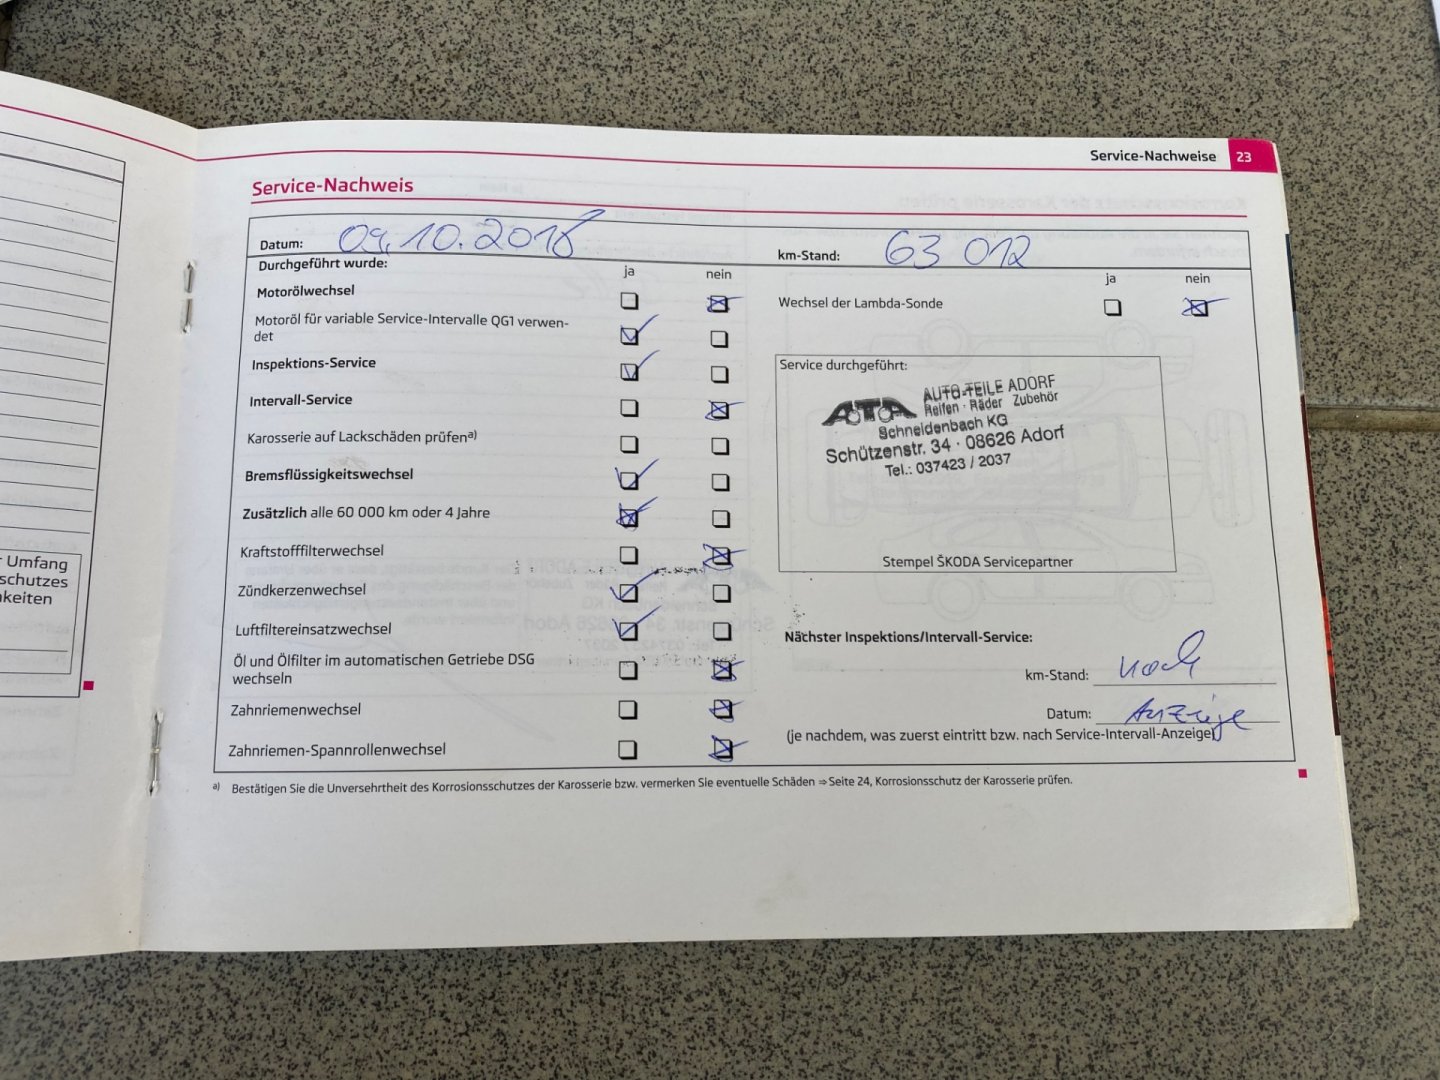 Service-Nachweise 23
Service-Nachweis
Datum: 09.10.2018 km-Stand: 63 012
Durchgeführt wurde: ja nein ja nein
Motorölwechsel
Wechsel der Lambda-Sonde
Motoröl für variable Service-Intervalle QG1 verwen-
det
Inspektions-Service
Intervall-Service
Karosserie auf Lackschäden prüfen a)
Bremsflüssigkeitswechsel
Zusätzlich alle 60 000 km oder 4 Jahre
Kraftstofffilterwechsel
Zündkerzenwechsel
Luftfiltereinsatzwechsel
Öl und Ölfilter im automatischen Getriebe DSG
wechseln
Zahnriemenwechsel
Zahnriemen-Spannrollenwechsel
Service durchgeführt:
ATA AUTO-TEILE ADORF
Reifen · Räder Zubehör
Schneidenbach KG
Schützenstr. 34 · 08626 Adorf
Tel.: 037423 / 2037
Stempel ŠKODA Servicepartner
Nächster Inspektions/Intervall-Service:
km-Stand: nach
Datum: Anzeige
(je nachdem, was zuerst eintritt bzw. nach Service-Intervall-Anzeige)
a) Bestätigen Sie die Unversehrtheit des Korrosionsschutzes der Karosserie bzw. vermerken Sie eventuelle Schäden ⇒ Seite 24, Korrosionsschutz der Karosserie prüfen.
Umfang
schutzes
keiten